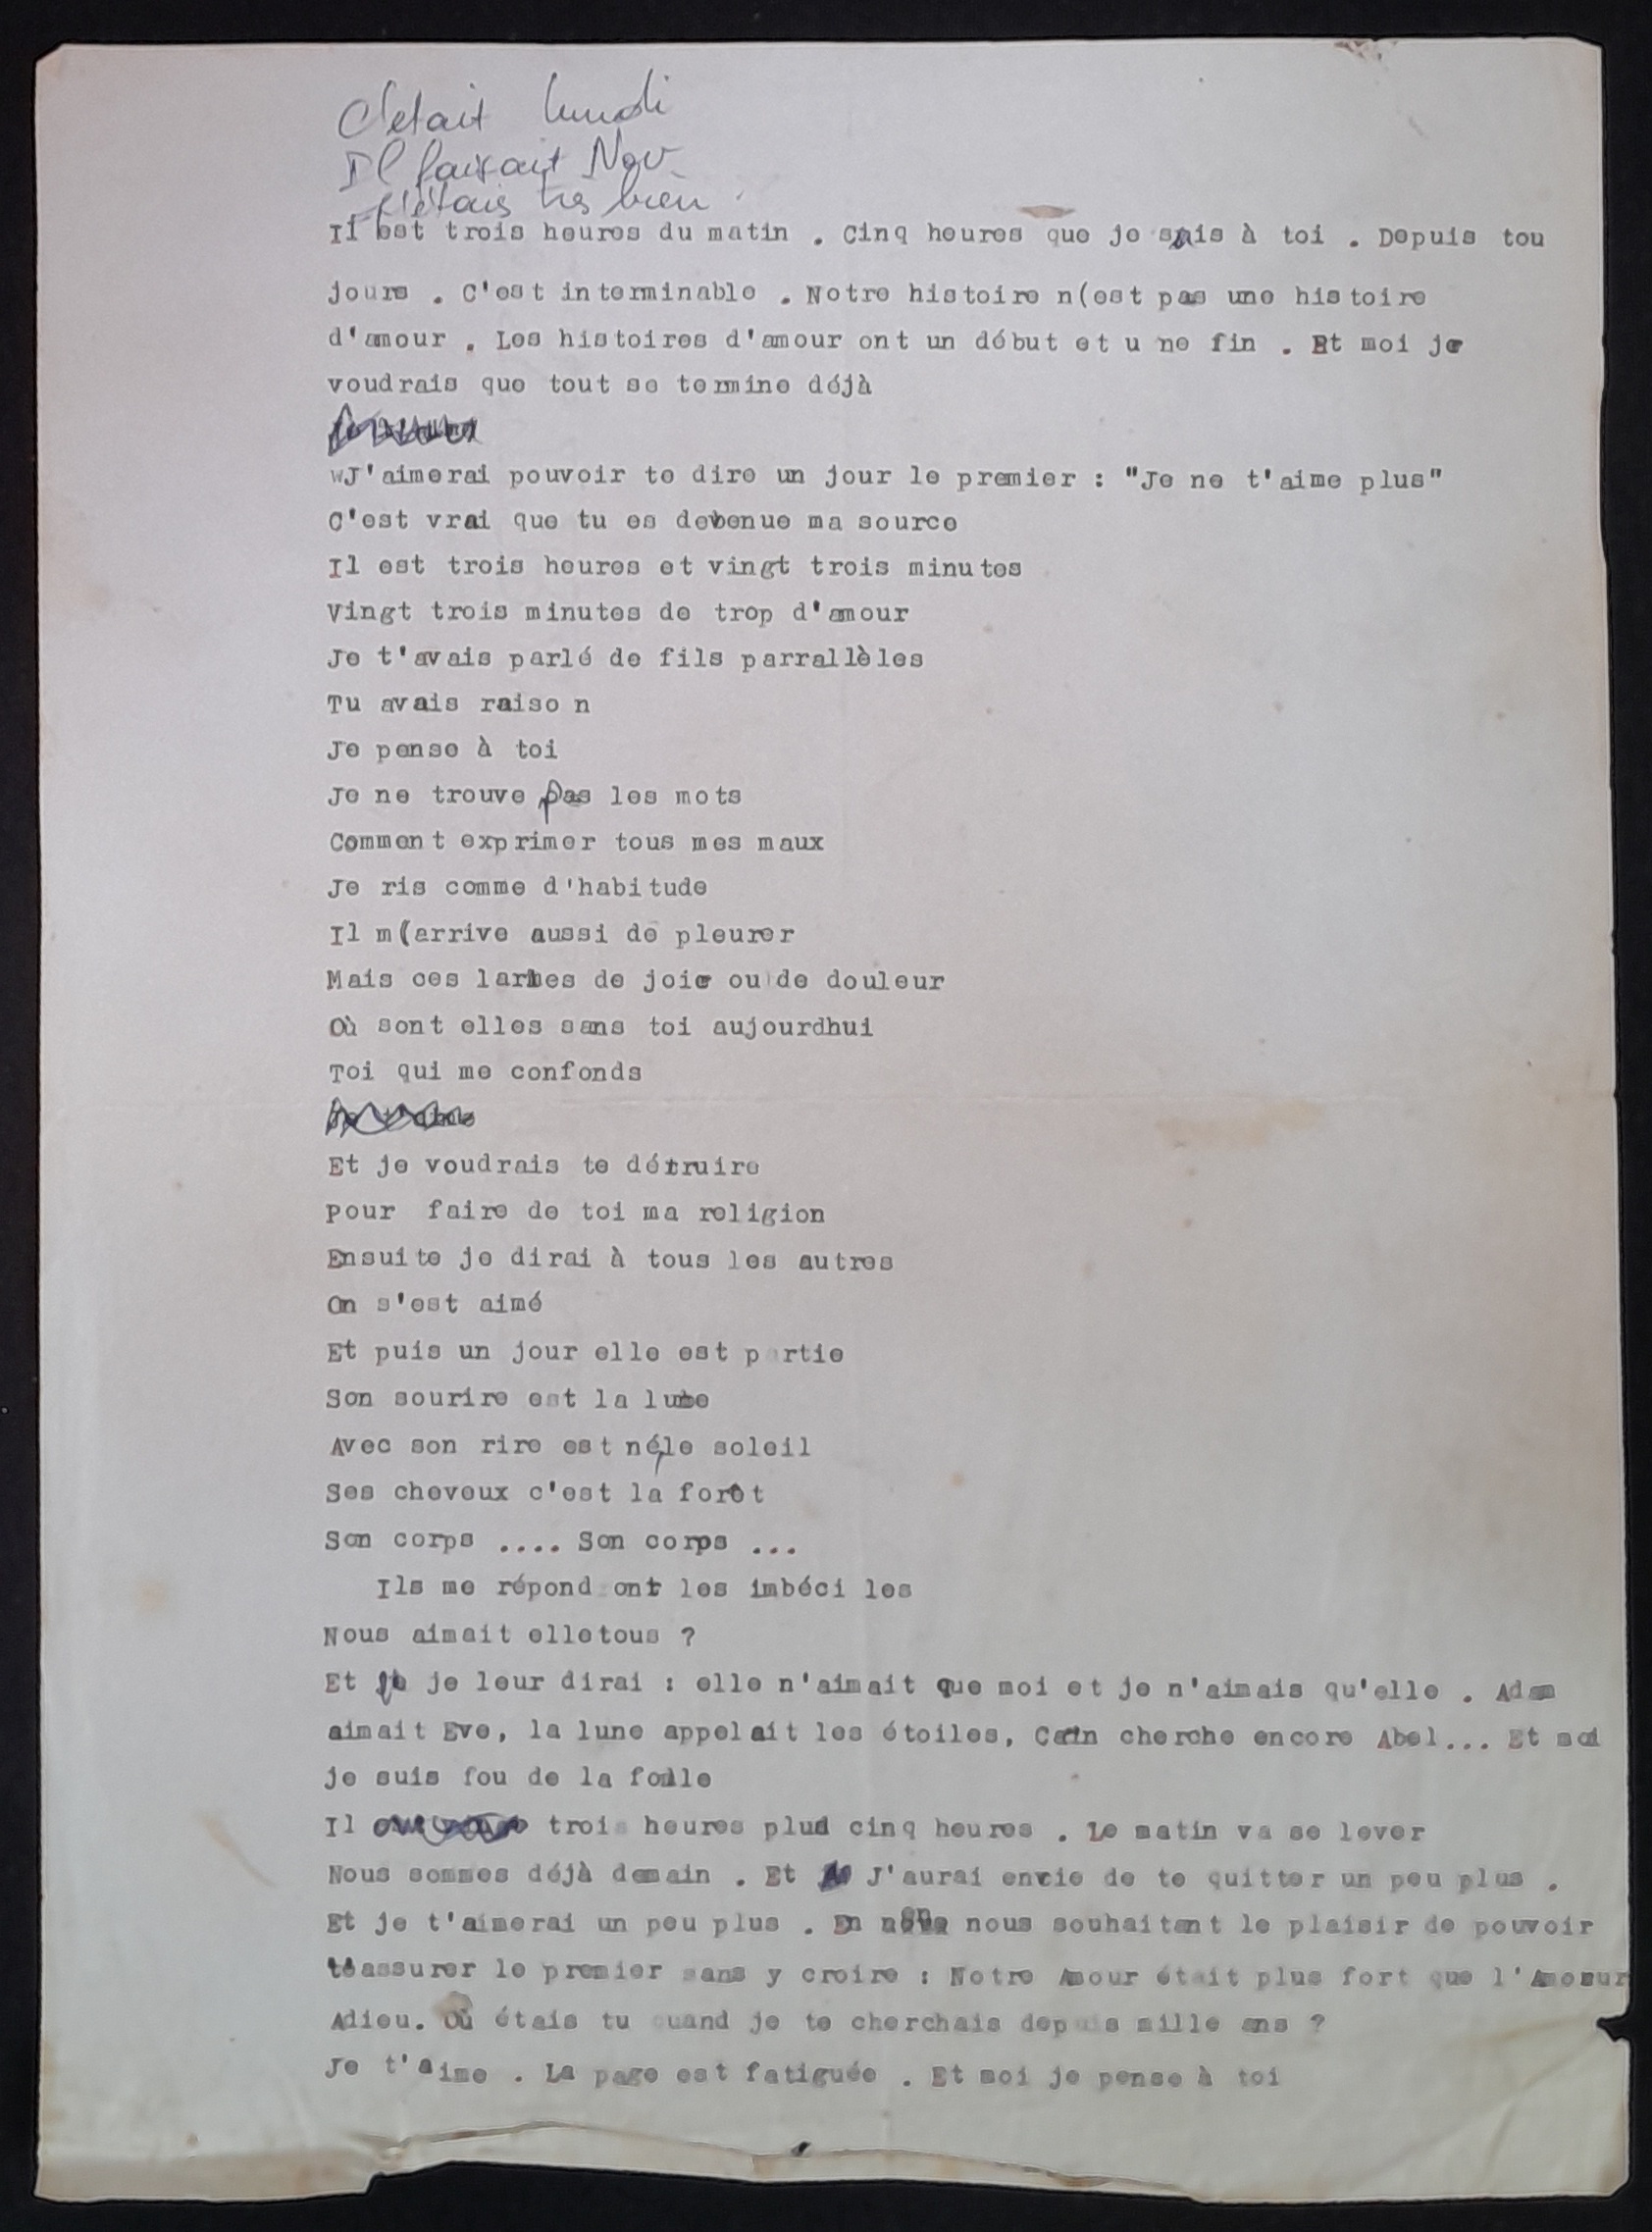 C'était lundi
Il faisait Nov
J'étais très bien.
Il est trois heures du matin . Cinq heures que je suis à toi . Depuis tou
jours . C'est interminable . Notre histoire n(est pas une histoire
d'amour . Les histoires d'amour ont un début et u ne fin . Et moi je
voudrais que tout se termine déjà
wJ'aimerai pouvoir te dire un jour le premier : "Je ne t'aime plus"
C'est vrai que tu es devenue ma source
Il est trois heures et vingt trois minutes
Vingt trois minutes de trop d'amour
Je t'avais parlé de fils parrallèles
Tu avais raiso n
Je pense à toi
Je ne trouve pas les mots
Comment exprimer tous mes maux
Je ris comme d'habitude
Il m(arrive aussi de pleurer
Mais ces larmes de joie ou de douleur
Où sont elles sans toi aujourdhui
Toi qui me confonds
Et je voudrais te détruire
Pour faire de toi ma religion
Ensuite je dirai à tous les autres
On s'est aimé
Et puis un jour elle est partie
Son sourire est la lune
Avec son rire est né le soleil
Ses cheveux c'est la forêt
Son corps .... Son corps ...
Ils me répond ont les imbéci les
Nous aimait elletous ?
Et je leur dirai : elle n'aimait que moi et je n'aimais qu'elle . Adam
aimait Eve, la lune appelait les étoiles, Caïn cherche encore Abel... Et moi
je suis fou de la folle
Il trois heures plus cinq heures . Le matin va se lever
Nous sommes déjà demain . Et J'aurai envie de te quitter un peu plus .
Et je t'aimerai un peu plus . En nous souhaitant le plaisir de pouvoir
t'assurer le premier sans y croire : Notre Amour était plus fort que l'Amour
Adieu. Où étais tu quand je te cherchais depuis mille ans ?
Je t'aime . La page est fatiguée . Et moi je pense à toi